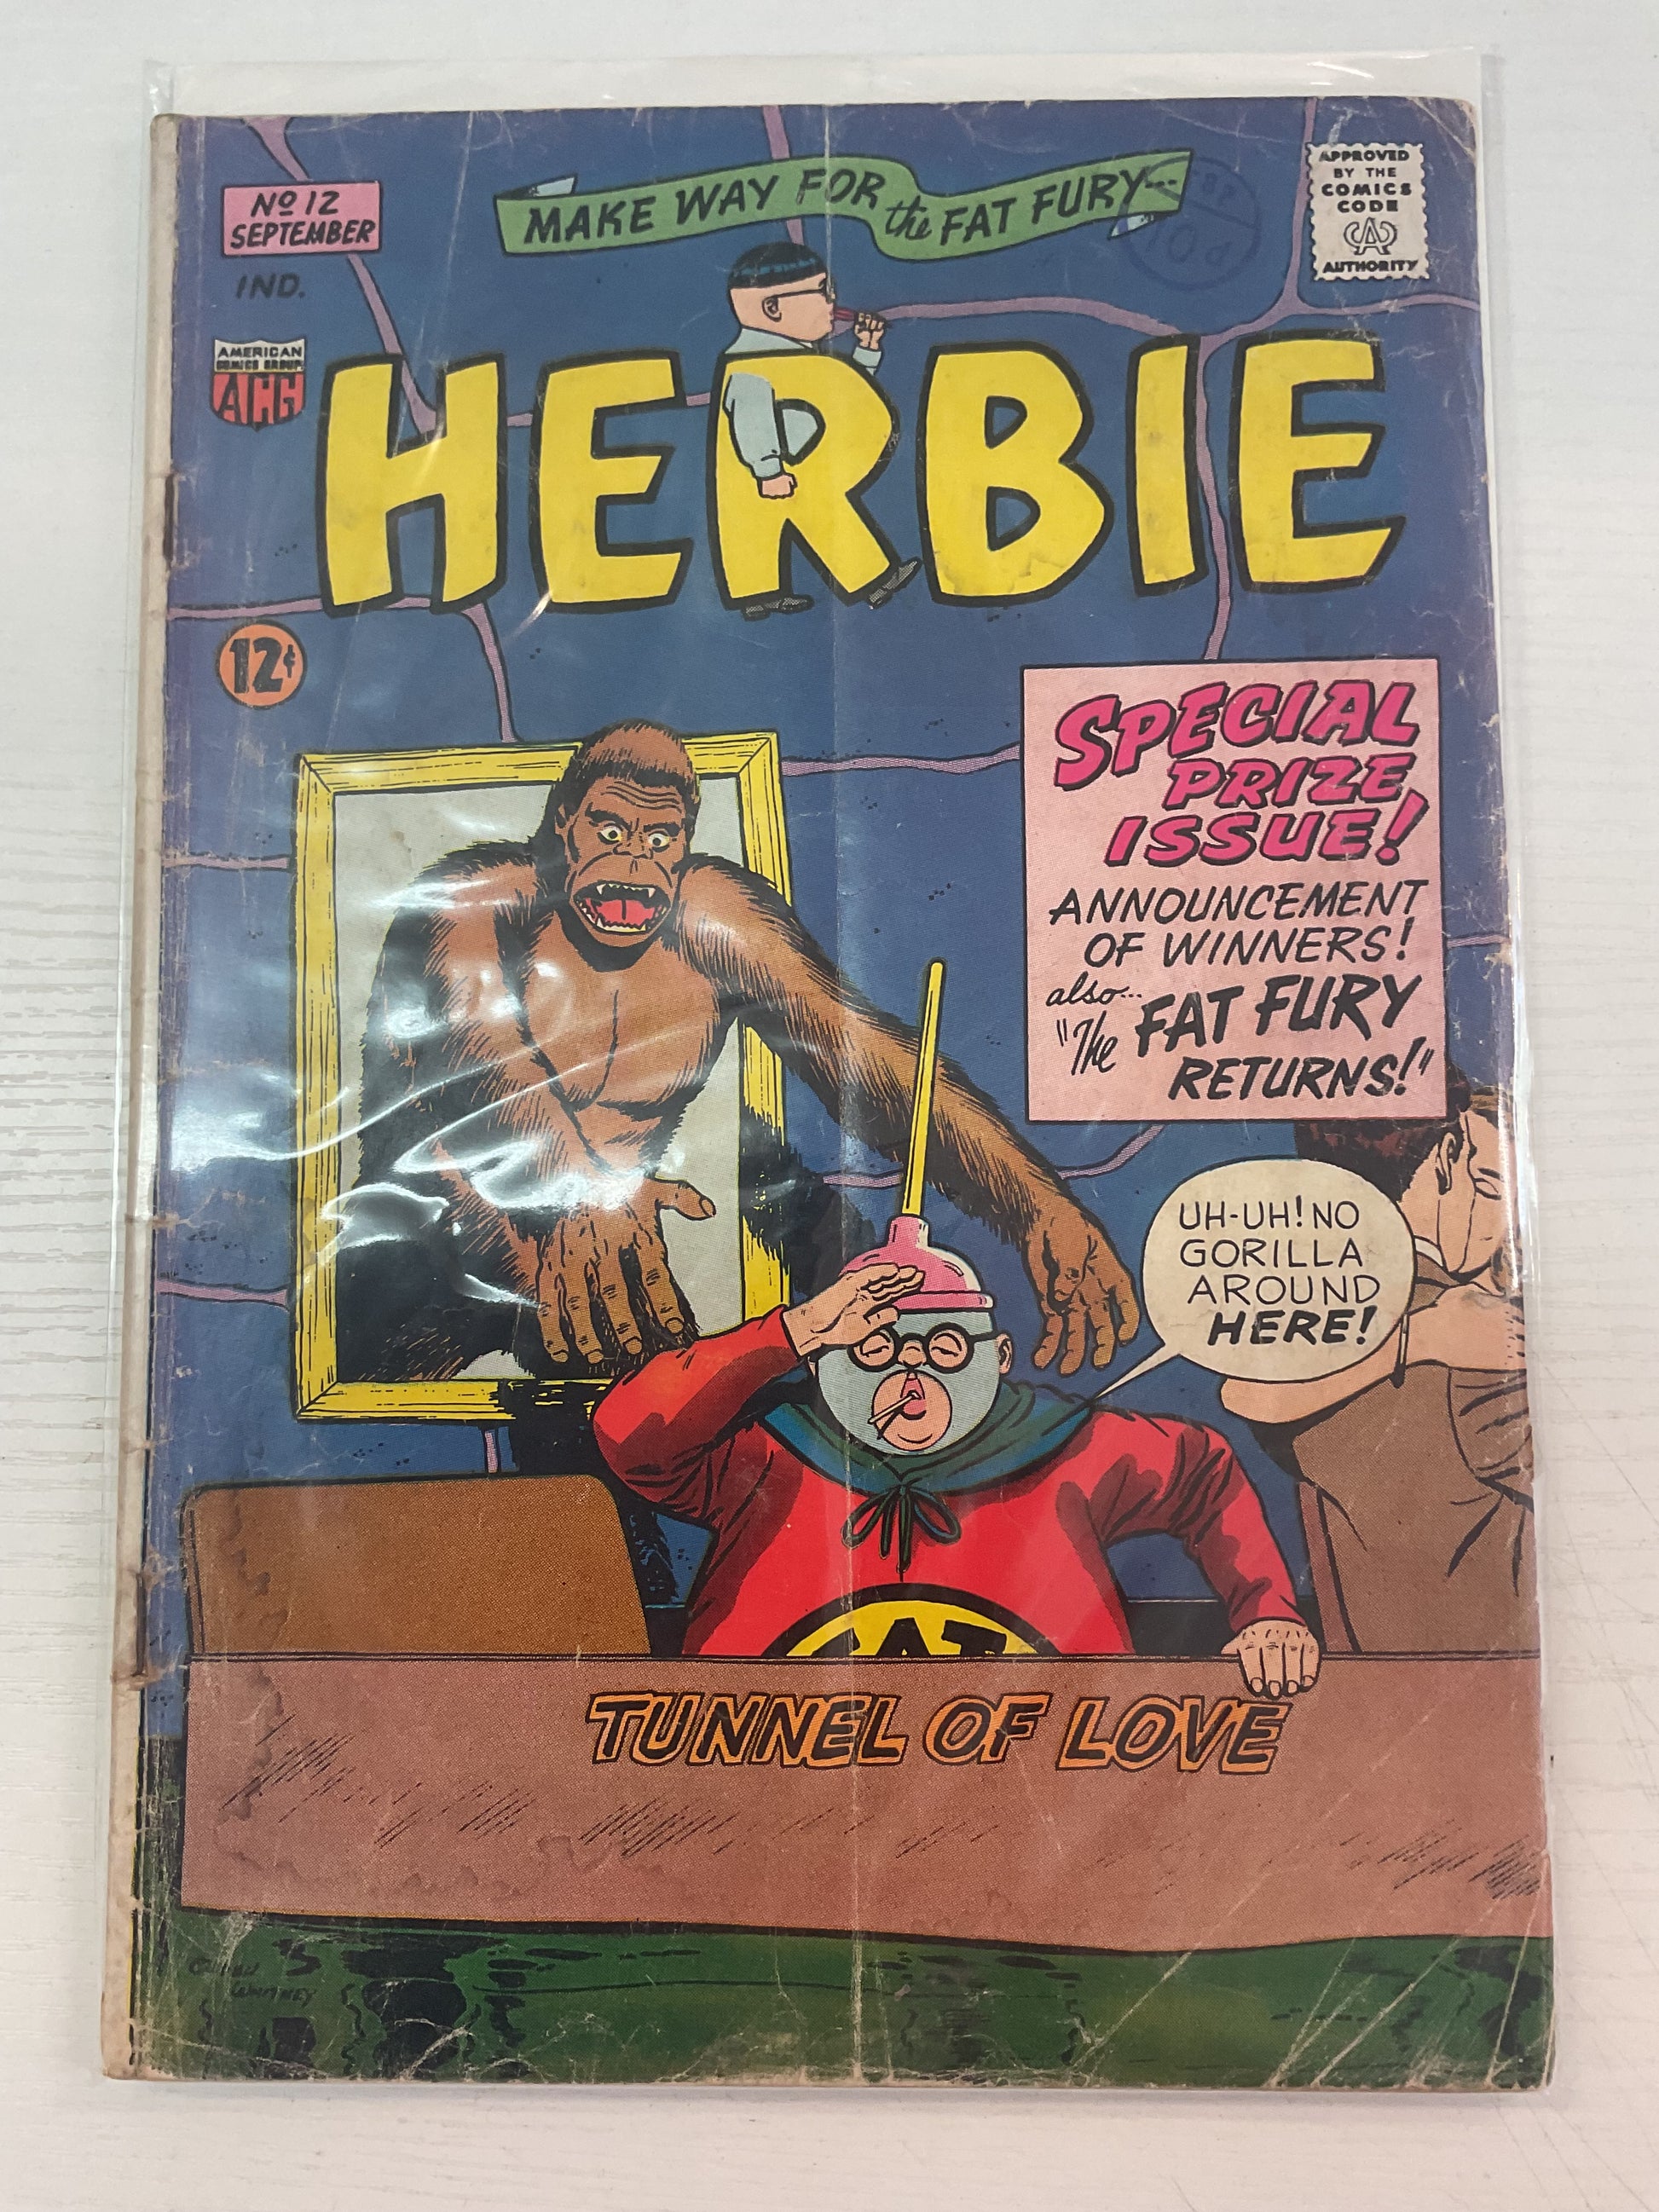 MAKE WAY FOR the FAT FURY...
Nº 12
SEPTEMBER
IND.
APPROVED
BY THE
COMICS
CODE
CA
AUTHORITY
AMERICAN
COMICS GROUP
ACG
HERBIE
12¢
SPECIAL
PRIZE
ISSUE!
ANNOUNCEMENT
OF WINNERS!
also...
"The FAT FURY
RETURNS!"
UH-UH! NO
GORILLA
AROUND
HERE!
TUNNEL OF LOVE
WHITNEY